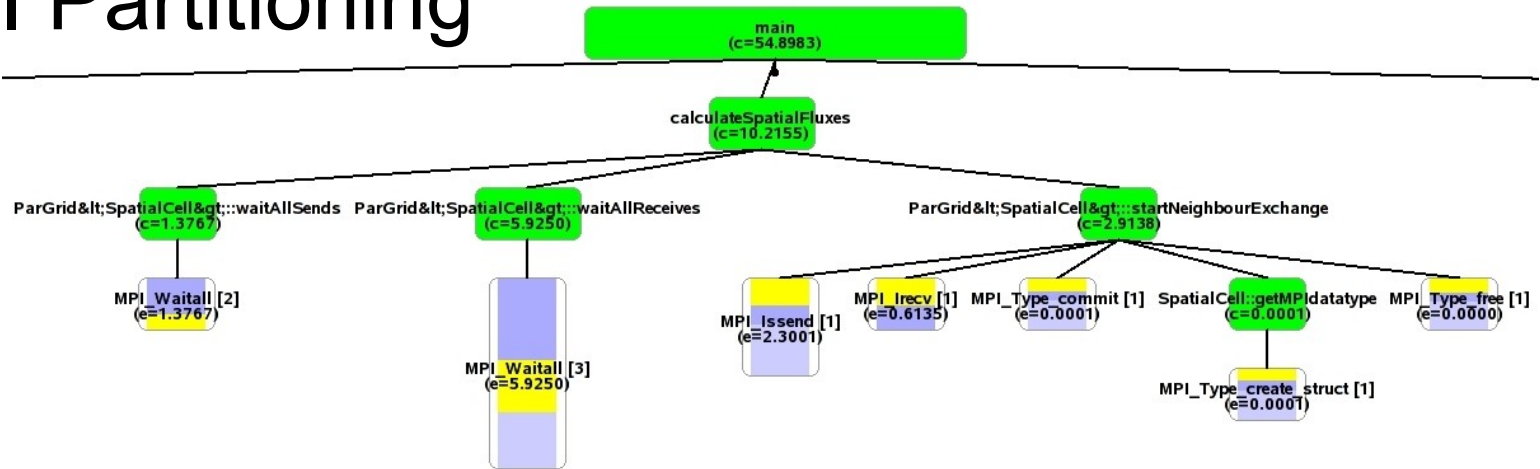 Partitioning
main
(c=54.8983)
calculateSpatialFluxes
(c=10.2155)
ParGrid&lt;SpatialCell&gt;::waitAllSends
(c=1.3767)
ParGrid&lt;SpatialCell&gt;::waitAllReceives
(c=5.9250)
ParGrid&lt;SpatialCell&gt;::startNeighbourExchange
(c=2.9138)
MPI_Waitall [2]
(e=1.3767)
MPI_Waitall [3]
(e=5.9250)
MPI_Issend [1]
(e=2.3001)
MPI_Irecv [1]
(e=0.6135)
MPI_Type_commit [1]
(e=0.0001)
SpatialCell::getMPIdatatype
(c=0.0001)
MPI_Type_free [1]
(e=0.0000)
MPI_Type_create_struct [1]
(e=0.0001)